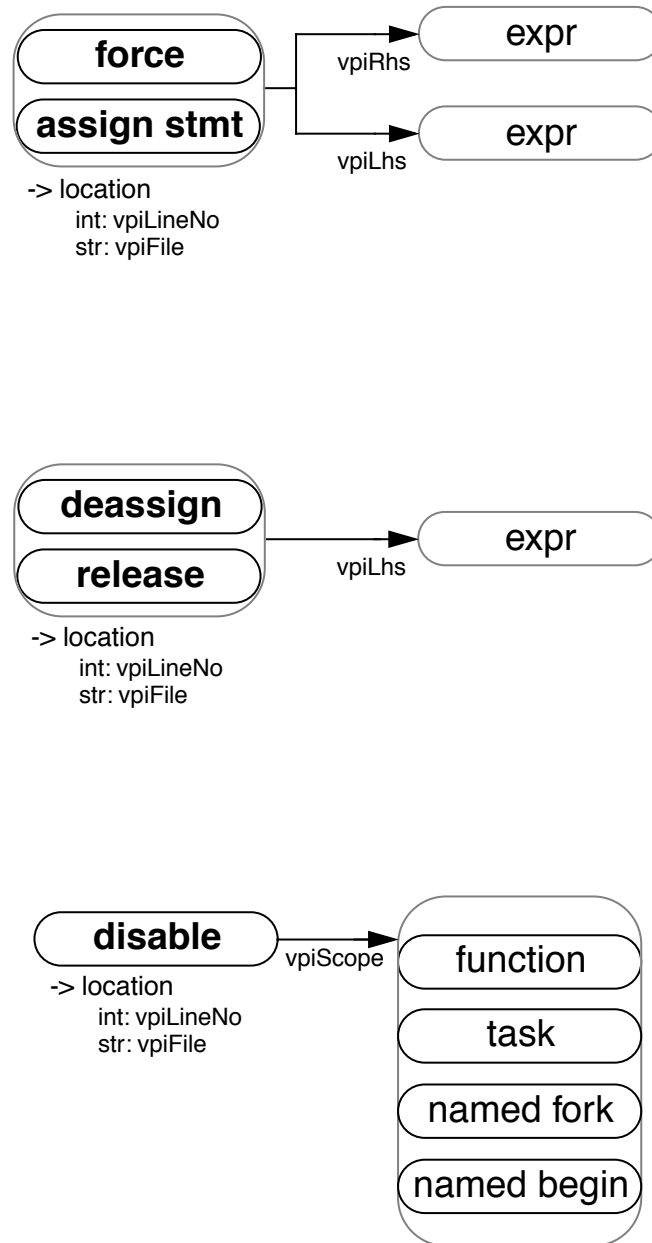 force
assign stmt
vpiRhs
expr
vpiLhs
expr
-> location
int: vpiLineNo
str: vpiFile
deassign
release
vpiLhs
expr
-> location
int: vpiLineNo
str: vpiFile
disable
vpiScope
-> location
int: vpiLineNo
str: vpiFile
function
task
named fork
named begin